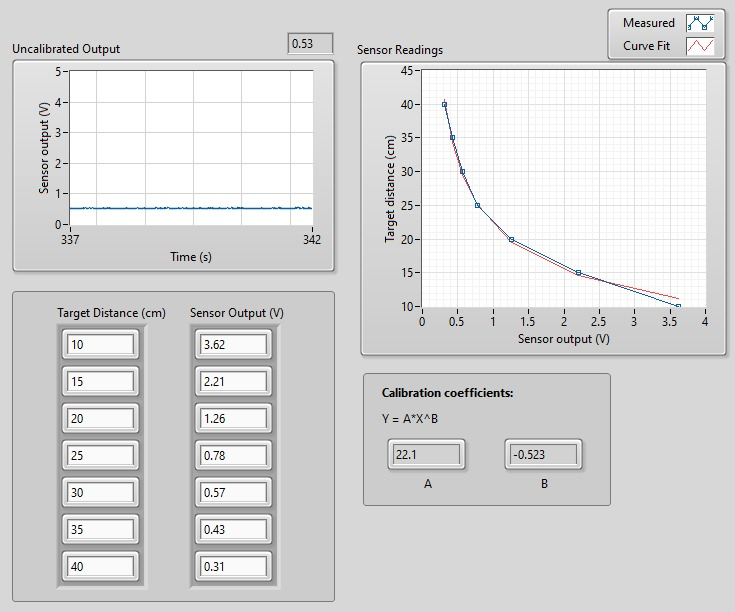 Measured
Curve Fit
Uncalibrated Output
0.53
Sensor Readings
Sensor output (V)
5
4
3
2
1
0
337
342
Time (s)
Target distance (cm)
45
40
35
30
25
20
15
10
0 0.5 1 1.5 2 2.5 3 3.5 4
Sensor output (V)
Target Distance (cm) Sensor Output (V)
10 3.62
15 2.21
20 1.26
25 0.78
30 0.57
35 0.43
40 0.31
Calibration coefficients:
Y = A*X^B
22.1 -0.523
A B